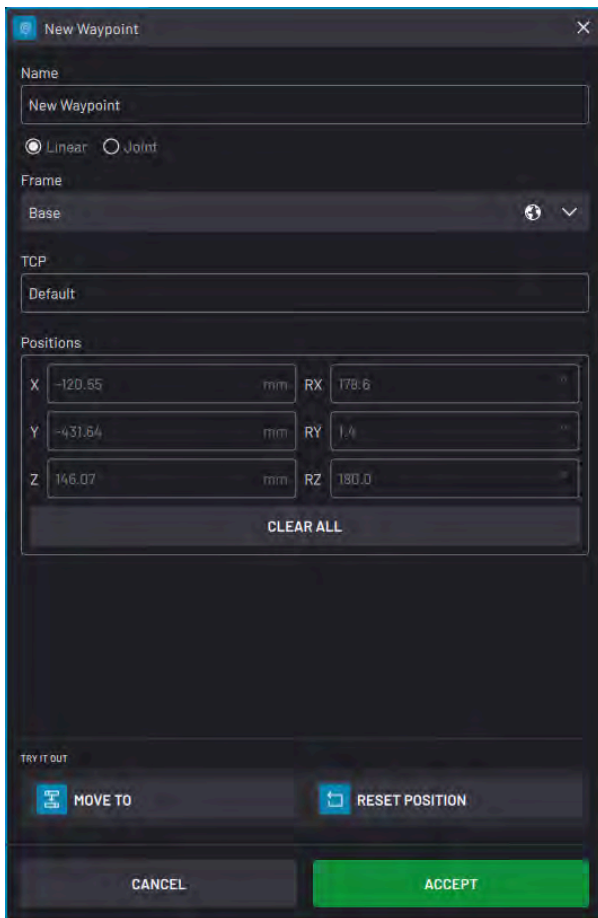 New Waypoint
Name
New Waypoint
Linear Joint
Frame
Base
TCP
Default
Positions
X -120.55 mm RX 178.6 °
Y -431.64 mm RY 1.4 °
Z 146.07 mm RZ 180.0 °
CLEAR ALL
TRY IT OUT
MOVE TO RESET POSITION
CANCEL ACCEPT